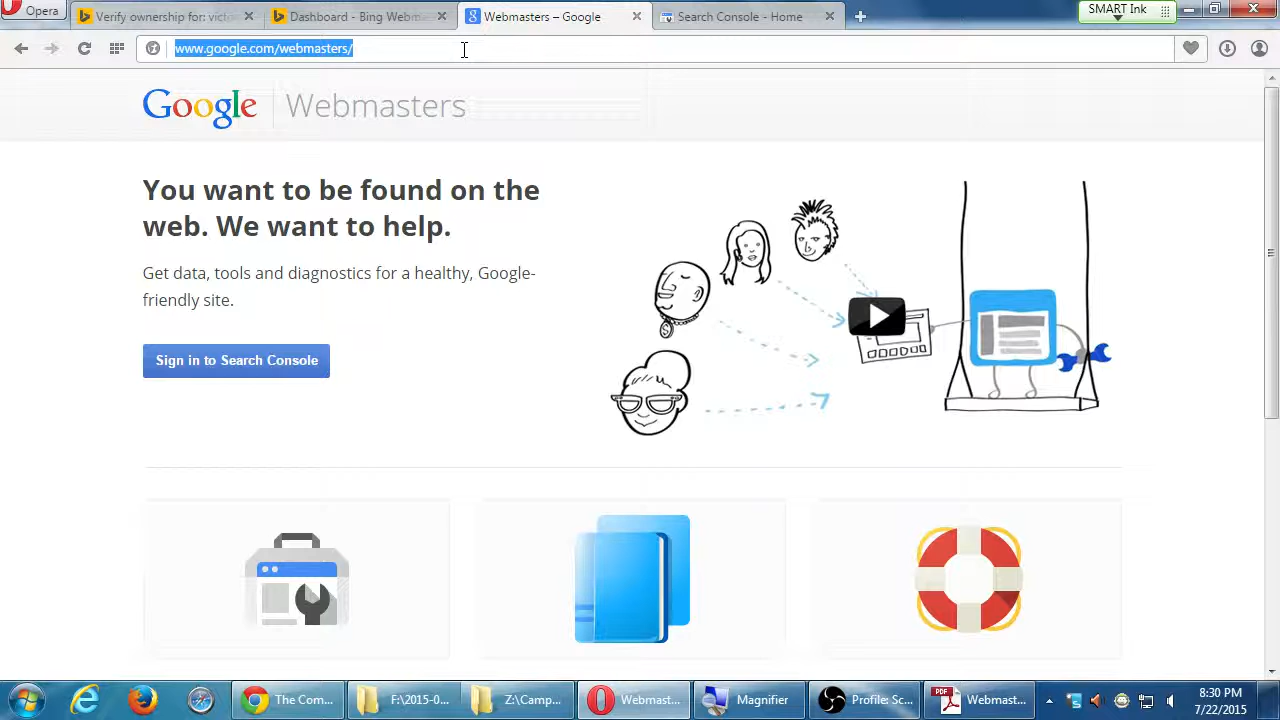 Opera
Verify ownership for: victo
Dashboard - Bing Webma
Webmasters – Google
Search Console - Home
SMART Ink
www.google.com/webmasters/
Google Webmasters
You want to be found on the
web. We want to help.
Get data, tools and diagnostics for a healthy, Google-
friendly site.
Sign in to Search Console
The Com...
F:\2015-0...
Z:\Camp...
Webmast...
Magnifier
Profile: Sc...
PDF
Webmast...
8:30 PM
7/22/2015